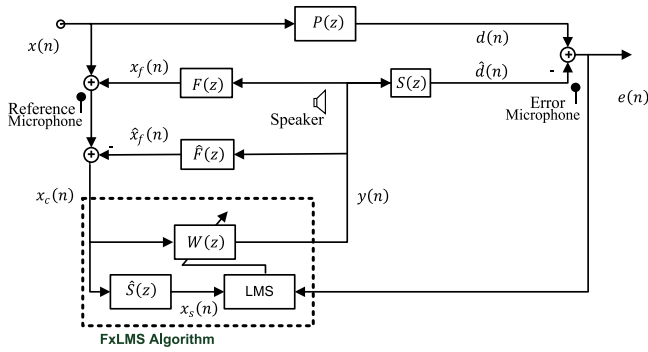 P(z)
x(n)
d(n)
x_f(n)
F(z)
S(z)
d̂(n)
-
Reference
Microphone
Speaker
Error
Microphone
e(n)
x̂_f(n)
-
F̂(z)
x_c(n)
y(n)
W(z)
Ŝ(z)
x_s(n)
LMS
FxLMS Algorithm